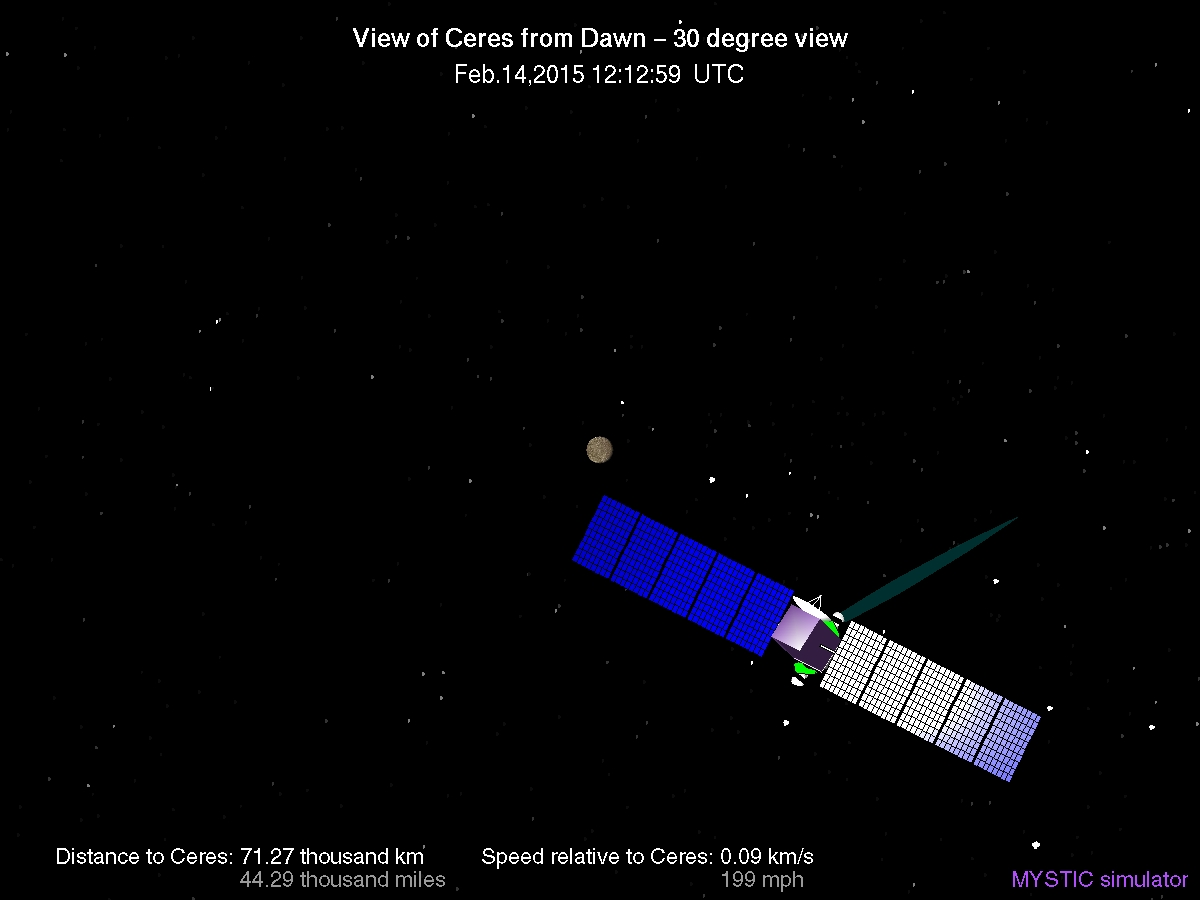 View of Ceres from Dawn – 30 degree view
Feb.14,2015 12:12:59 UTC
Distance to Ceres: 71.27 thousand km
44.29 thousand miles
Speed relative to Ceres: 0.09 km/s
199 mph
MYSTIC simulator